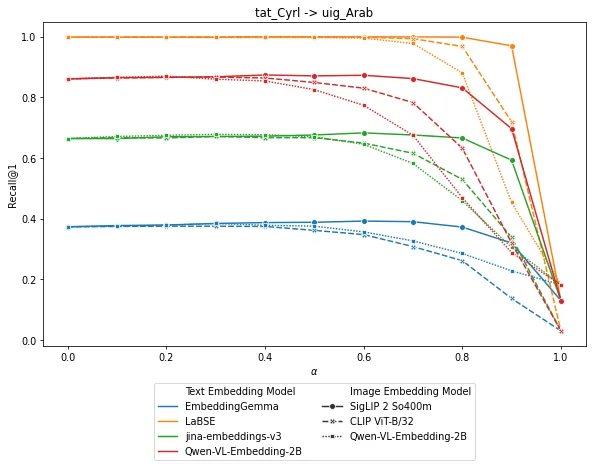 tat_Cyrl -> uig_Arab
Recall@1
1.0
0.8
0.6
0.4
0.2
0.0
0.0 0.2 0.4 0.6 0.8 1.0
α
Text Embedding Model Image Embedding Model
EmbeddingGemma SigLIP 2 So400m
LaBSE CLIP ViT-B/32
jina-embeddings-v3 Qwen-VL-Embedding-2B
Qwen-VL-Embedding-2B